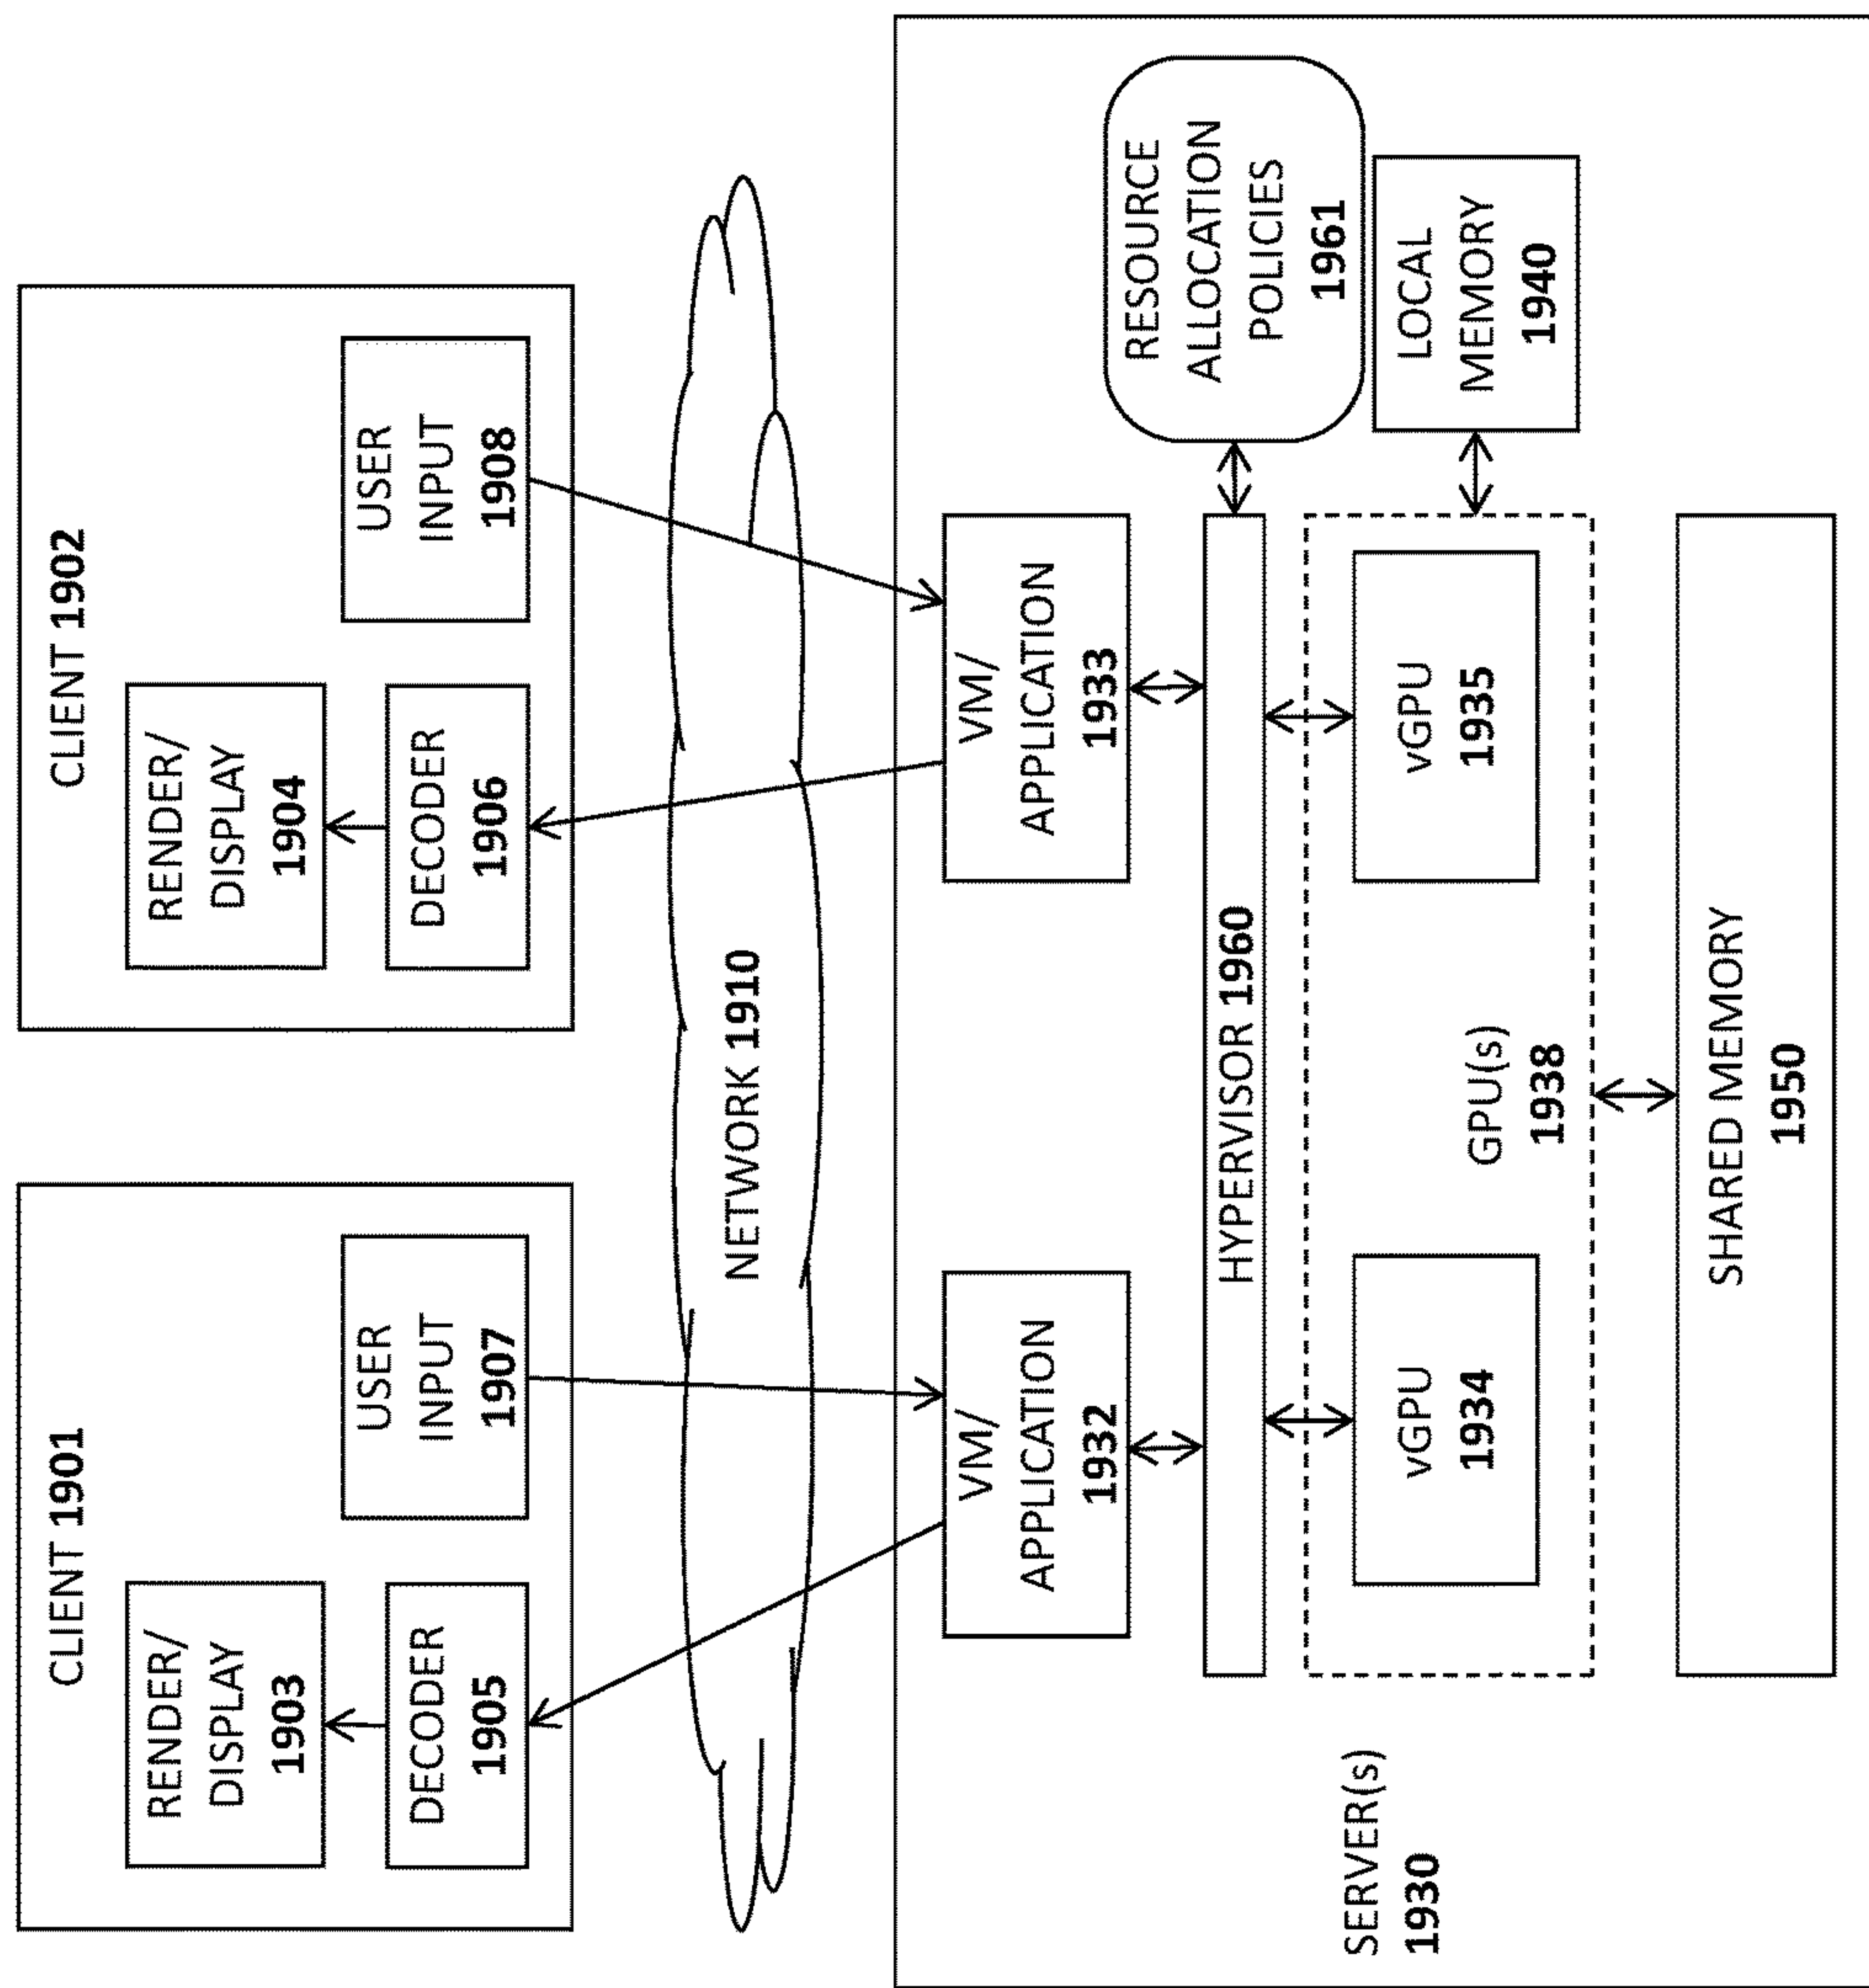 CLIENT 1901
RENDER/
DISPLAY
1903
DECODER
1905
USER
INPUT
1907
CLIENT 1902
RENDER/
DISPLAY
1904
DECODER
1906
USER
INPUT
1908
NETWORK 1910
VM/
APPLICATION
1932
VM/
APPLICATION
1933
HYPERVISOR 1960
RESOURCE
ALLOCATION
POLICIES
1961
vGPU
1934
GPU(s)
1938
vGPU
1935
LOCAL
MEMORY
1940
SERVER(s)
1930
SHARED MEMORY
1950